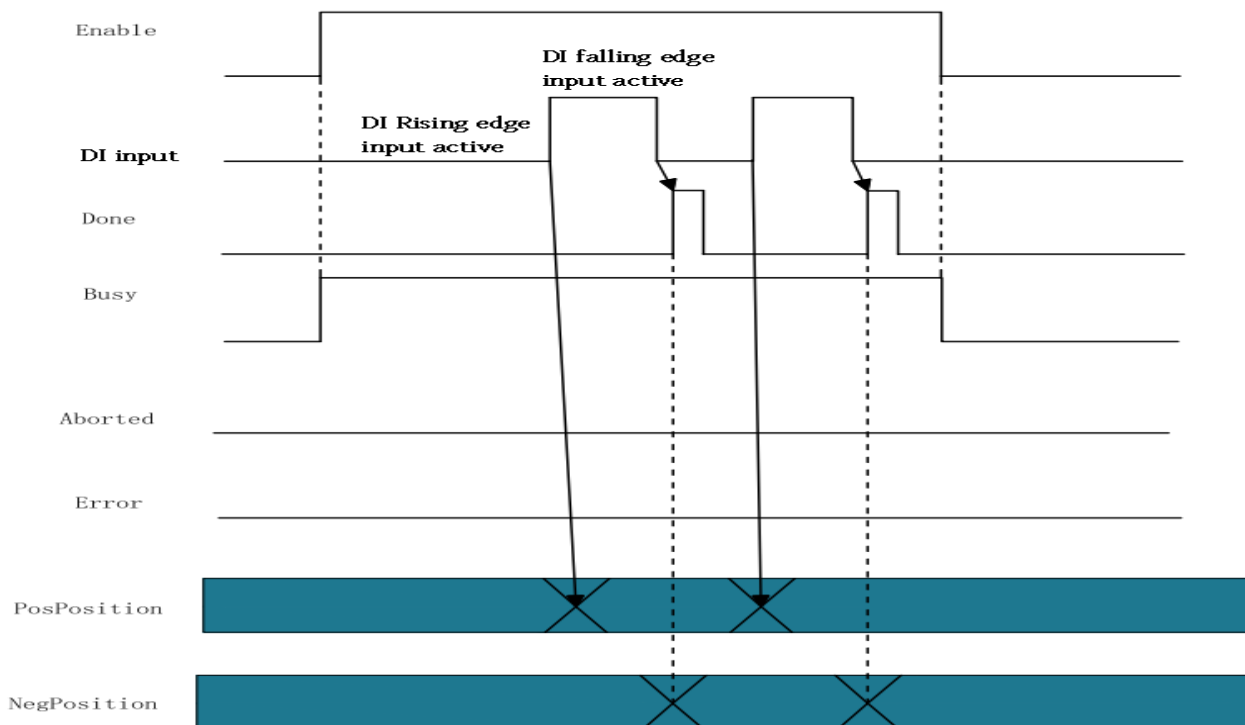 Enable
DI falling edge
input active
DI Rising edge
input active
DI input
Done
Busy
Aborted
Error
PosPosition
NegPosition